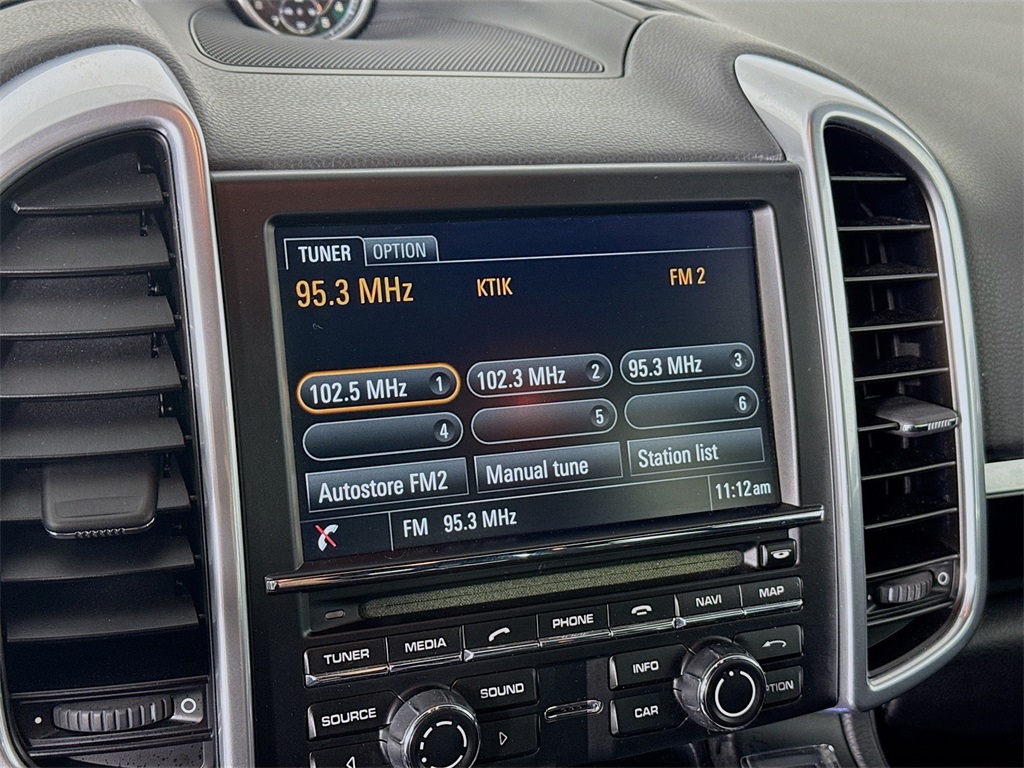 TUNER OPTION
95.3 MHz KTIK FM 2
102.5 MHz 1 102.3 MHz 2 95.3 MHz 3
4 5 6
Autostore FM2 Manual tune Station list
FM 95.3 MHz 11:12am
TUNER MEDIA PHONE NAVI MAP
SOURCE SOUND INFO
CAR OPTION